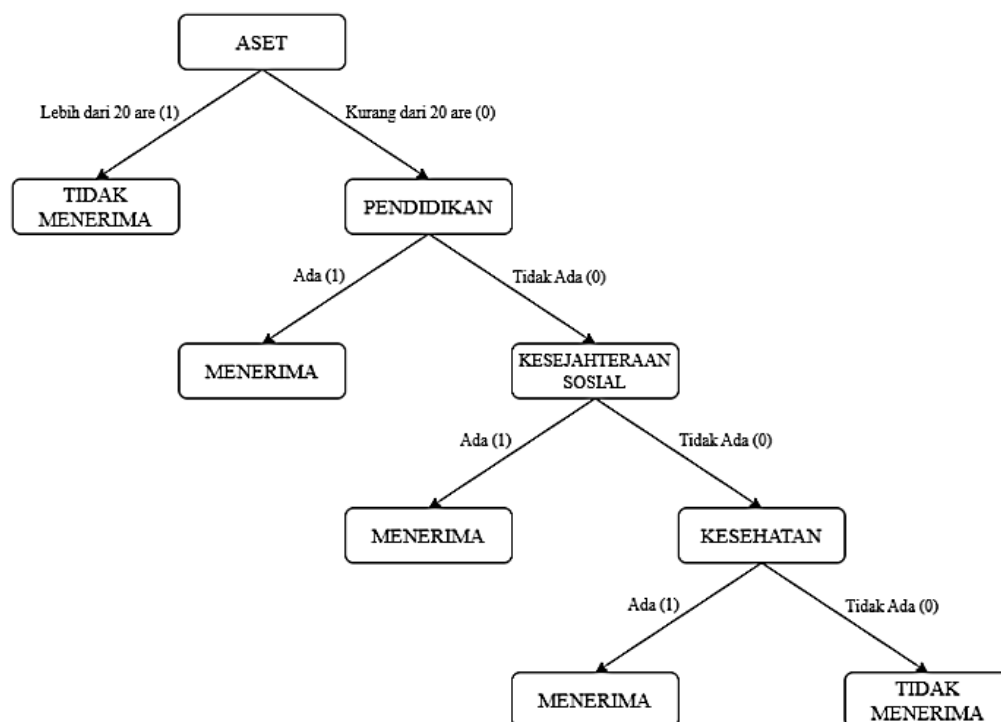 ASET
Lebih dari 20 are (1)
Kurang dari 20 are (0)
TIDAK
MENERIMA
PENDIDIKAN
Ada (1)
Tidak Ada (0)
MENERIMA
KESEJAHTERAAN
SOSIAL
Ada (1)
Tidak Ada (0)
MENERIMA
KESEHATAN
Ada (1)
Tidak Ada (0)
MENERIMA
TIDAK
MENERIMA